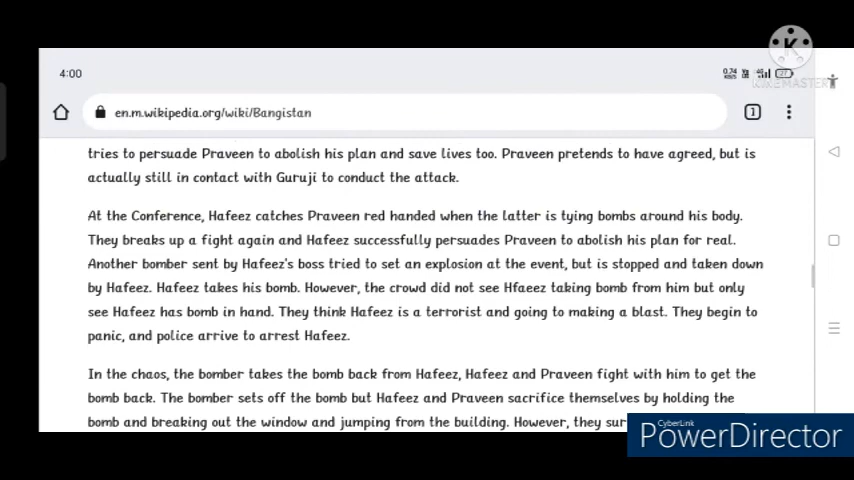 4:00
0.74
KB/S
27
KINEMASTER
en.m.wikipedia.org/wiki/Bangistan
1
tries to persuade Praveen to abolish his plan and save lives too. Praveen pretends to have agreed, but is
actually still in contact with Guruji to conduct the attack.
At the Conference, Hafeez catches Praveen red handed when the latter is tying bombs around his body.
They breaks up a fight again and Hafeez successfully persuades Praveen to abolish his plan for real.
Another bomber sent by Hafeez's boss tried to set an explosion at the event, but is stopped and taken down
by Hafeez. Hafeez takes his bomb. However, the crowd did not see Hfaeez taking bomb from him but only
see Hafeez has bomb in hand. They think Hafeez is a terrorist and going to making a blast. They begin to
panic, and police arrive to arrest Hafeez.
In the chaos, the bomber takes the bomb back from Hafeez, Hafeez and Praveen fight with him to get the
bomb back. The bomber sets off the bomb but Hafeez and Praveen sacrifice themselves by holding the
bomb and breaking out the window and jumping from the building. However, they sur
CyberLink
PowerDirector